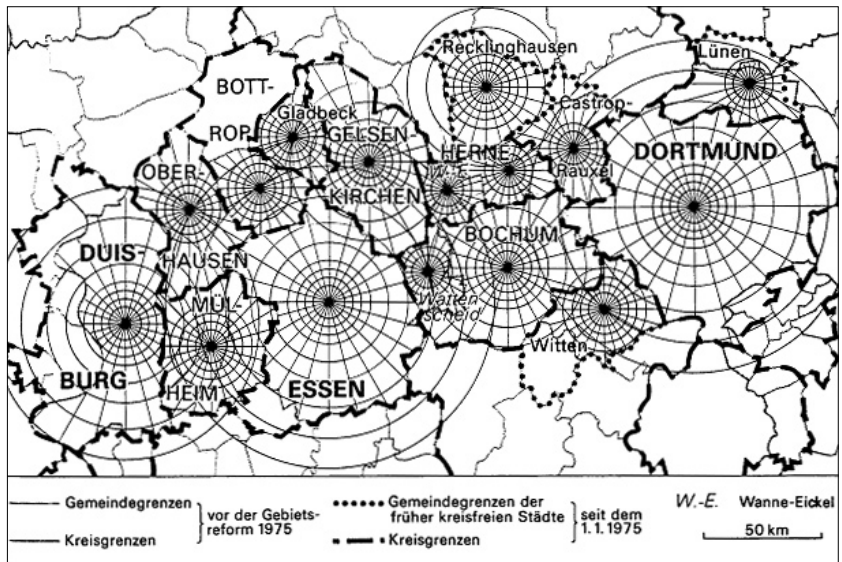 Recklinghausen
Lünen
BOTT-
ROP
Gladbeck
GELSEN
KIRCHEN
Castrop-
Rauxel
HERNE
W.-E.
DORTMUND
OBER-
HAUSEN
BOCHUM
DUIS-
BURG
MÜL-
HEIM
Watten
scheid
Witten
ESSEN
Gemeindegrenzen
Kreisgrenzen
vor der Gebiets-
reform 1975
Gemeindegrenzen der
früher kreisfreien Städte
Kreisgrenzen
seit dem
1.1.1975
W.-E. Wanne-Eickel
50 km